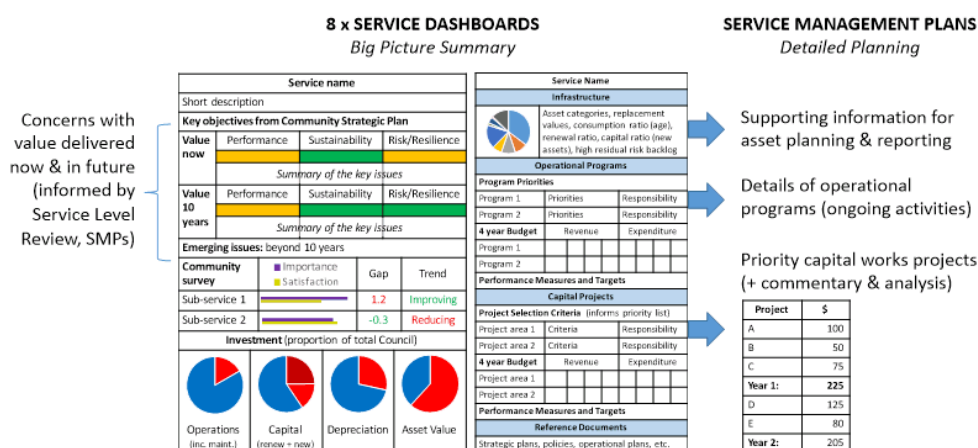 8 x SERVICE DASHBOARDS
Big Picture Summary
SERVICE MANAGEMENT PLANS
Detailed Planning
Concerns with
value delivered
now & in future
(informed by
Service Level
Review, SMPs)
Service name
Short description
Key objectives from Community Strategic Plan
Value now Performance Sustainability Risk/Resilience
Summary of the key issues
Value 10 years Performance Sustainability Risk/Resilience
Summary of the key issues
Emerging issues: beyond 10 years
Community survey Importance Satisfaction Gap Trend
Sub-service 1 1.2 Improving
Sub-service 2 -0.3 Reducing
Investment (proportion of total Council)
Operations (inc. maint.) Capital (renew + new) Depreciation Asset Value
Service Name
Infrastructure
Asset categories, replacement
values, consumption ratio (age),
renewal ratio, capital ratio (new
assets), high residual risk backlog
Operational Programs
Program Priorities
Program 1 Priorities Responsibility
Program 2 Priorities Responsibility
4 year Budget Revenue Expenditure
Program 1
Program 2
Performance Measures and Targets
Capital Projects
Project Selection Criteria (informs priority list)
Project area 1 Criteria Responsibility
Project area 2 Criteria Responsibility
4 year Budget Revenue Expenditure
Project area 1
Project area 2
Performance Measures and Targets
Reference Documents
Strategic plans, policies, operational plans, etc.
Supporting information for
asset planning & reporting
Details of operational
programs (ongoing activities)
Priority capital works projects
(+ commentary & analysis)
Project $
A 100
B 50
C 75
Year 1: 225
D 125
E 80
Year 2: 205